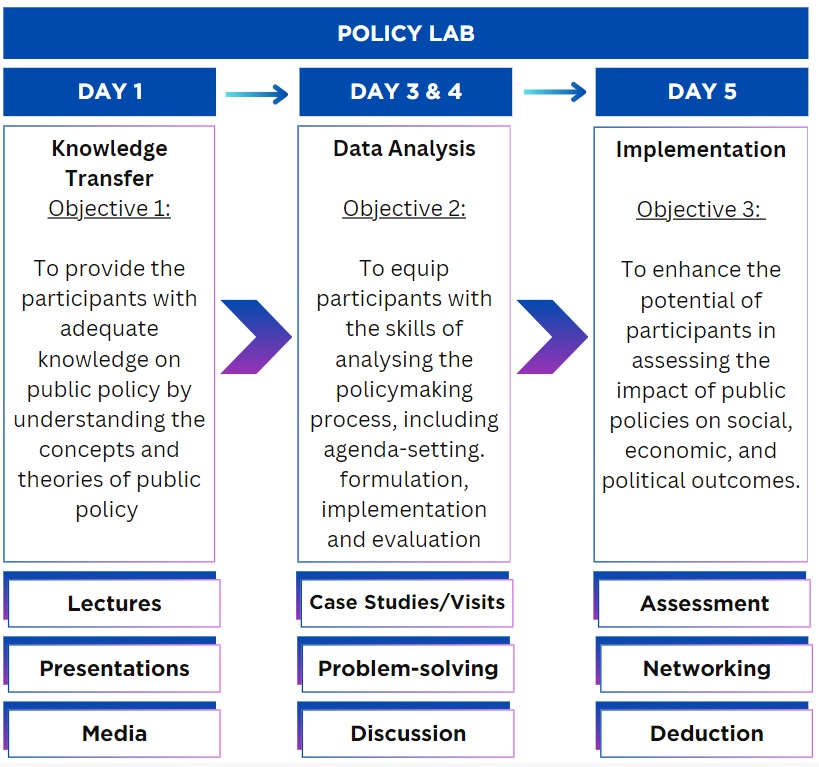 POLICY LAB
DAY 1
DAY 3 & 4
DAY 5
Knowledge
Transfer
Objective 1:
To provide the
participants with
adequate
knowledge on
public policy by
understanding the
concepts and
theories of public
policy
Data Analysis
Objective 2:
To equip
participants with
the skills of
analysing the
policymaking
process, including
agenda-setting.
formulation,
implementation
and evaluation
Implementation
Objective 3:
To enhance the
potential of
participants in
assessing the
impact of public
policies on social,
economic, and
political outcomes.
Lectures
Case Studies/Visits
Assessment
Presentations
Problem-solving
Networking
Media
Discussion
Deduction